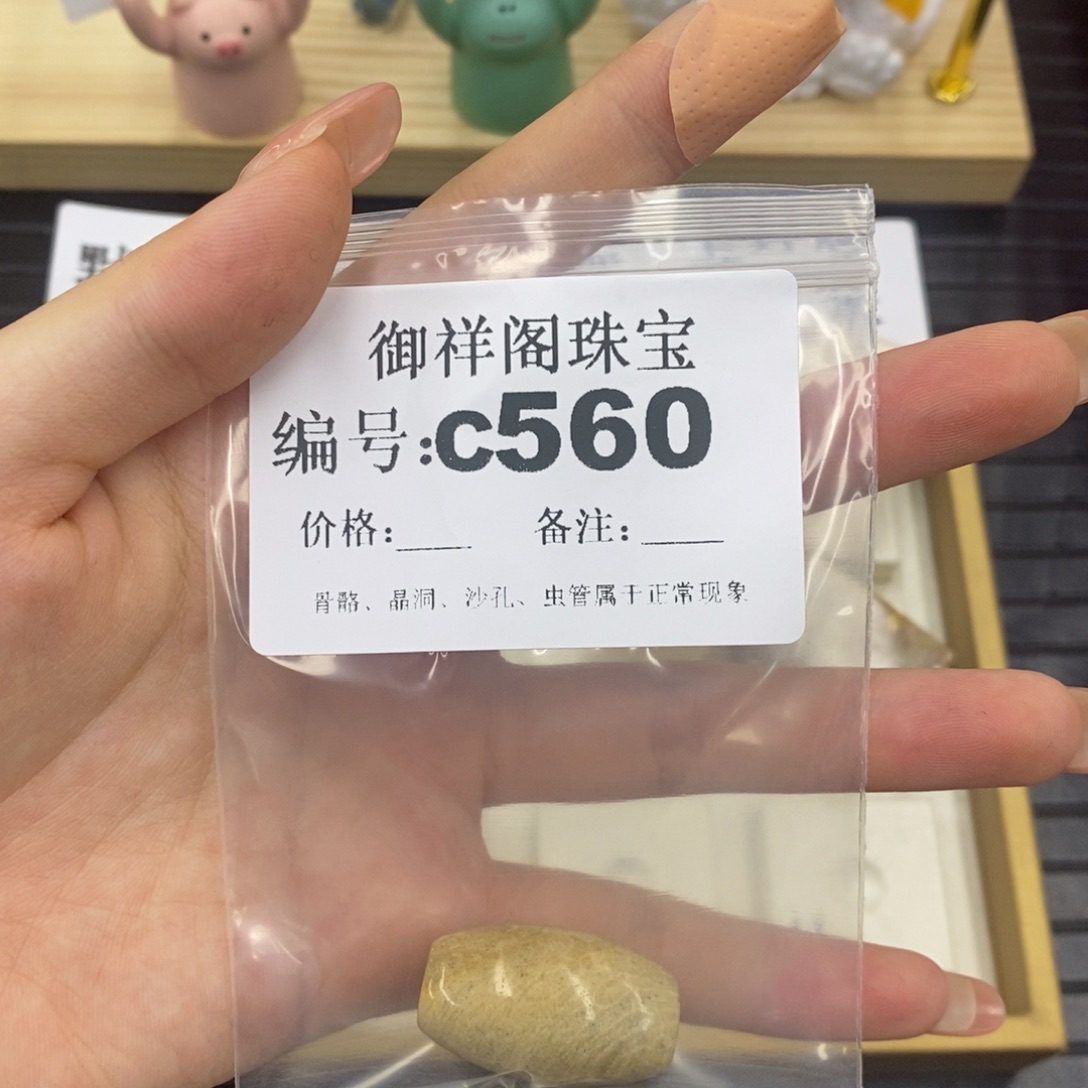 御祥阁珠宝
编号:c560
价格:____ 备注:____
骨骼、晶洞、沙孔、虫管属于正常现象